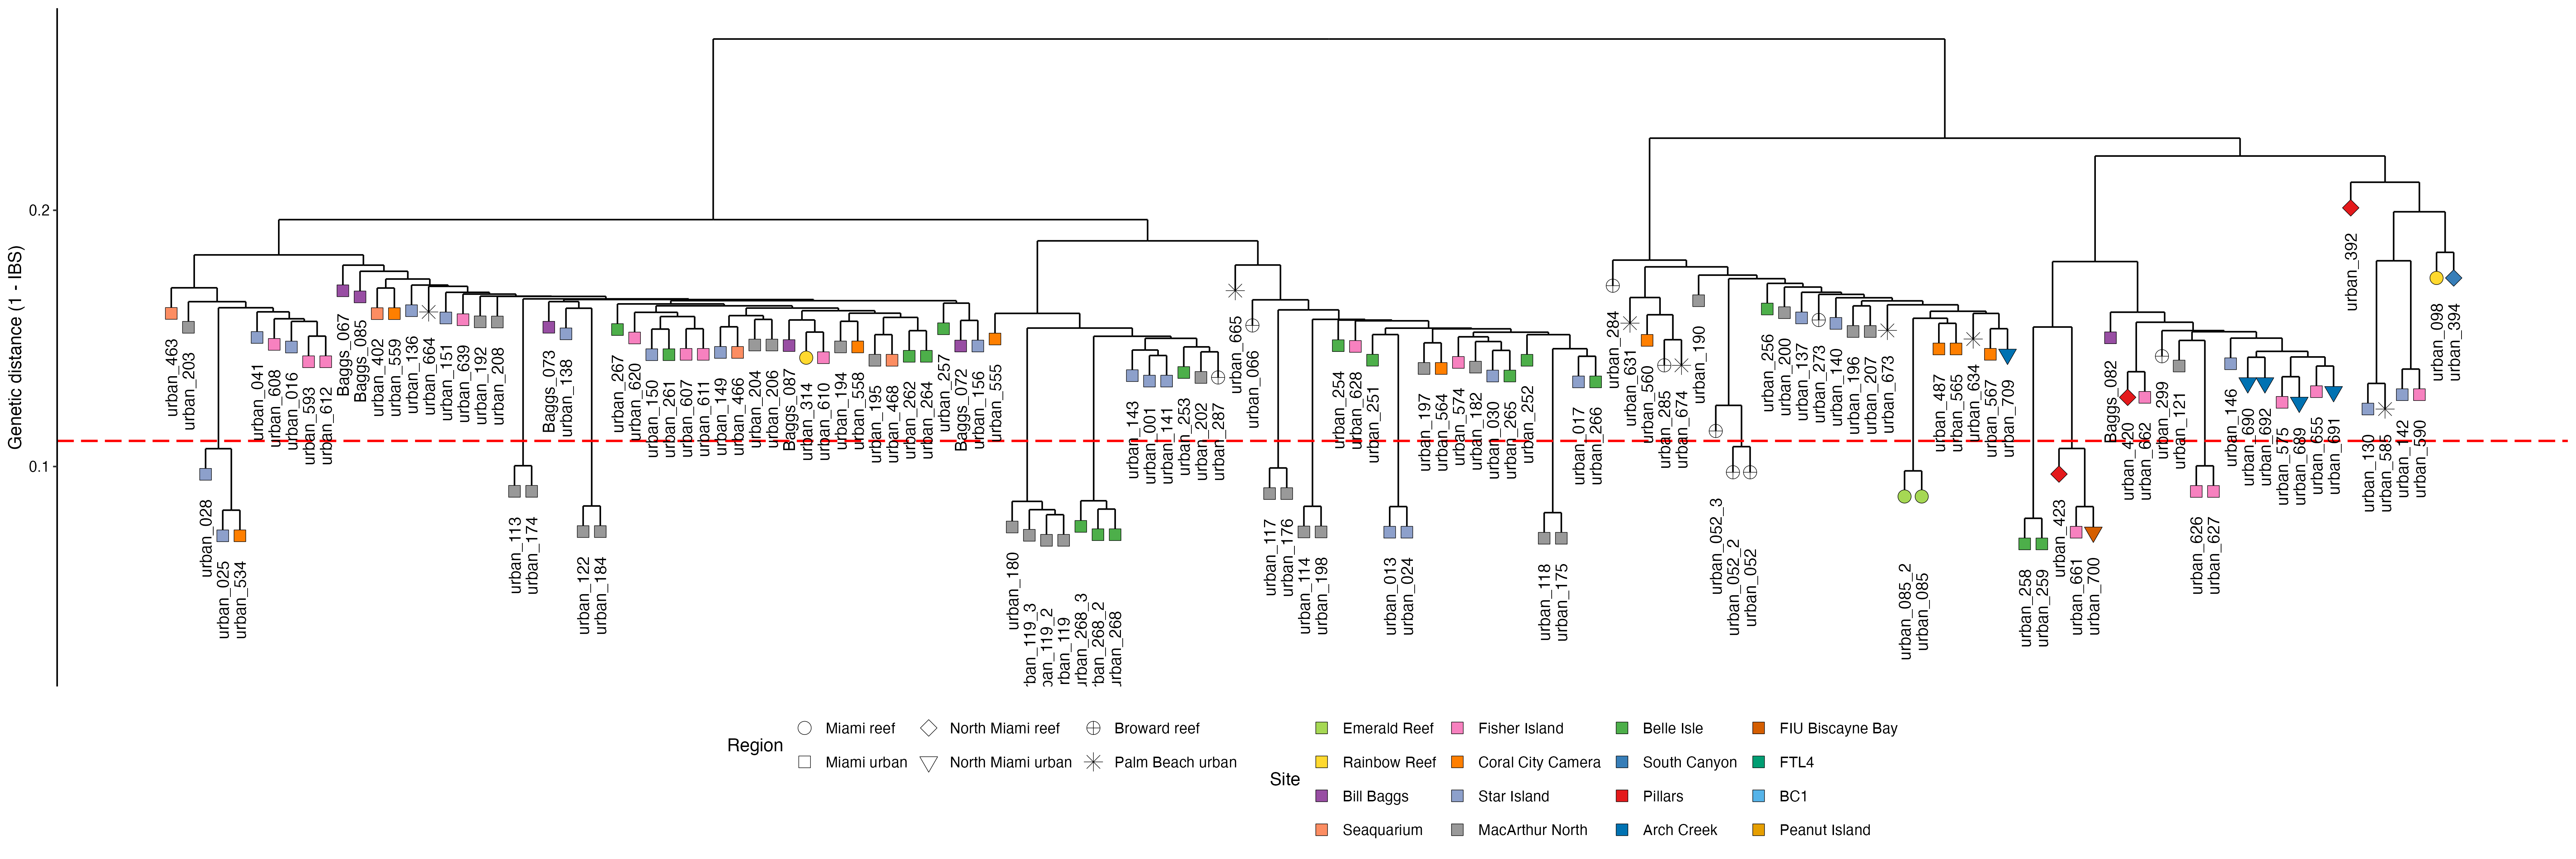 Genetic distance (1 - IBS)
0.2
0.1
urban_463
urban_203
urban_028
urban_025
urban_534
urban_041
urban_608
urban_016
urban_593
urban_612
Baggs_067
Baggs_085
urban_402
urban_559
urban_136
urban_664
urban_151
urban_639
urban_192
urban_208
urban_113
urban_174
Baggs_073
urban_138
urban_122
urban_184
urban_267
urban_620
urban_150
urban_261
urban_607
urban_611
urban_149
urban_466
urban_204
urban_206
Baggs_087
urban_314
urban_610
urban_194
urban_558
urban_195
urban_468
urban_262
urban_264
urban_257
Baggs_072
urban_156
urban_555
urban_180
urban_119_3
urban_119_2
urban_119
urban_268_3
urban_268_2
urban_268
urban_143
urban_001
urban_141
urban_253
urban_202
urban_287
urban_665
urban_066
urban_117
urban_176
urban_114
urban_198
urban_254
urban_628
urban_251
urban_013
urban_024
urban_197
urban_564
urban_574
urban_182
urban_030
urban_265
urban_252
urban_118
urban_175
urban_017
urban_266
urban_284
urban_631
urban_560
urban_285
urban_674
urban_190
urban_052_3
urban_052_2
urban_052
urban_256
urban_200
urban_137
urban_273
urban_140
urban_196
urban_207
urban_673
urban_085_2
urban_085
urban_487
urban_565
urban_634
urban_567
urban_709
urban_258
urban_259
urban_423
urban_661
urban_700
Baggs_082
urban_420
urban_662
urban_299
urban_121
urban_626
urban_627
urban_146
urban_690
urban_692
urban_575
urban_689
urban_655
urban_691
urban_392
urban_130
urban_585
urban_142
urban_590
urban_098
urban_394
Region
Miami reef
North Miami reef
Broward reef
Miami urban
North Miami urban
Palm Beach urban
Site
Emerald Reef
Fisher Island
Belle Isle
FIU Biscayne Bay
Rainbow Reef
Coral City Camera
South Canyon
FTL4
Bill Baggs
Star Island
Pillars
BC1
Seaquarium
MacArthur North
Arch Creek
Peanut Island